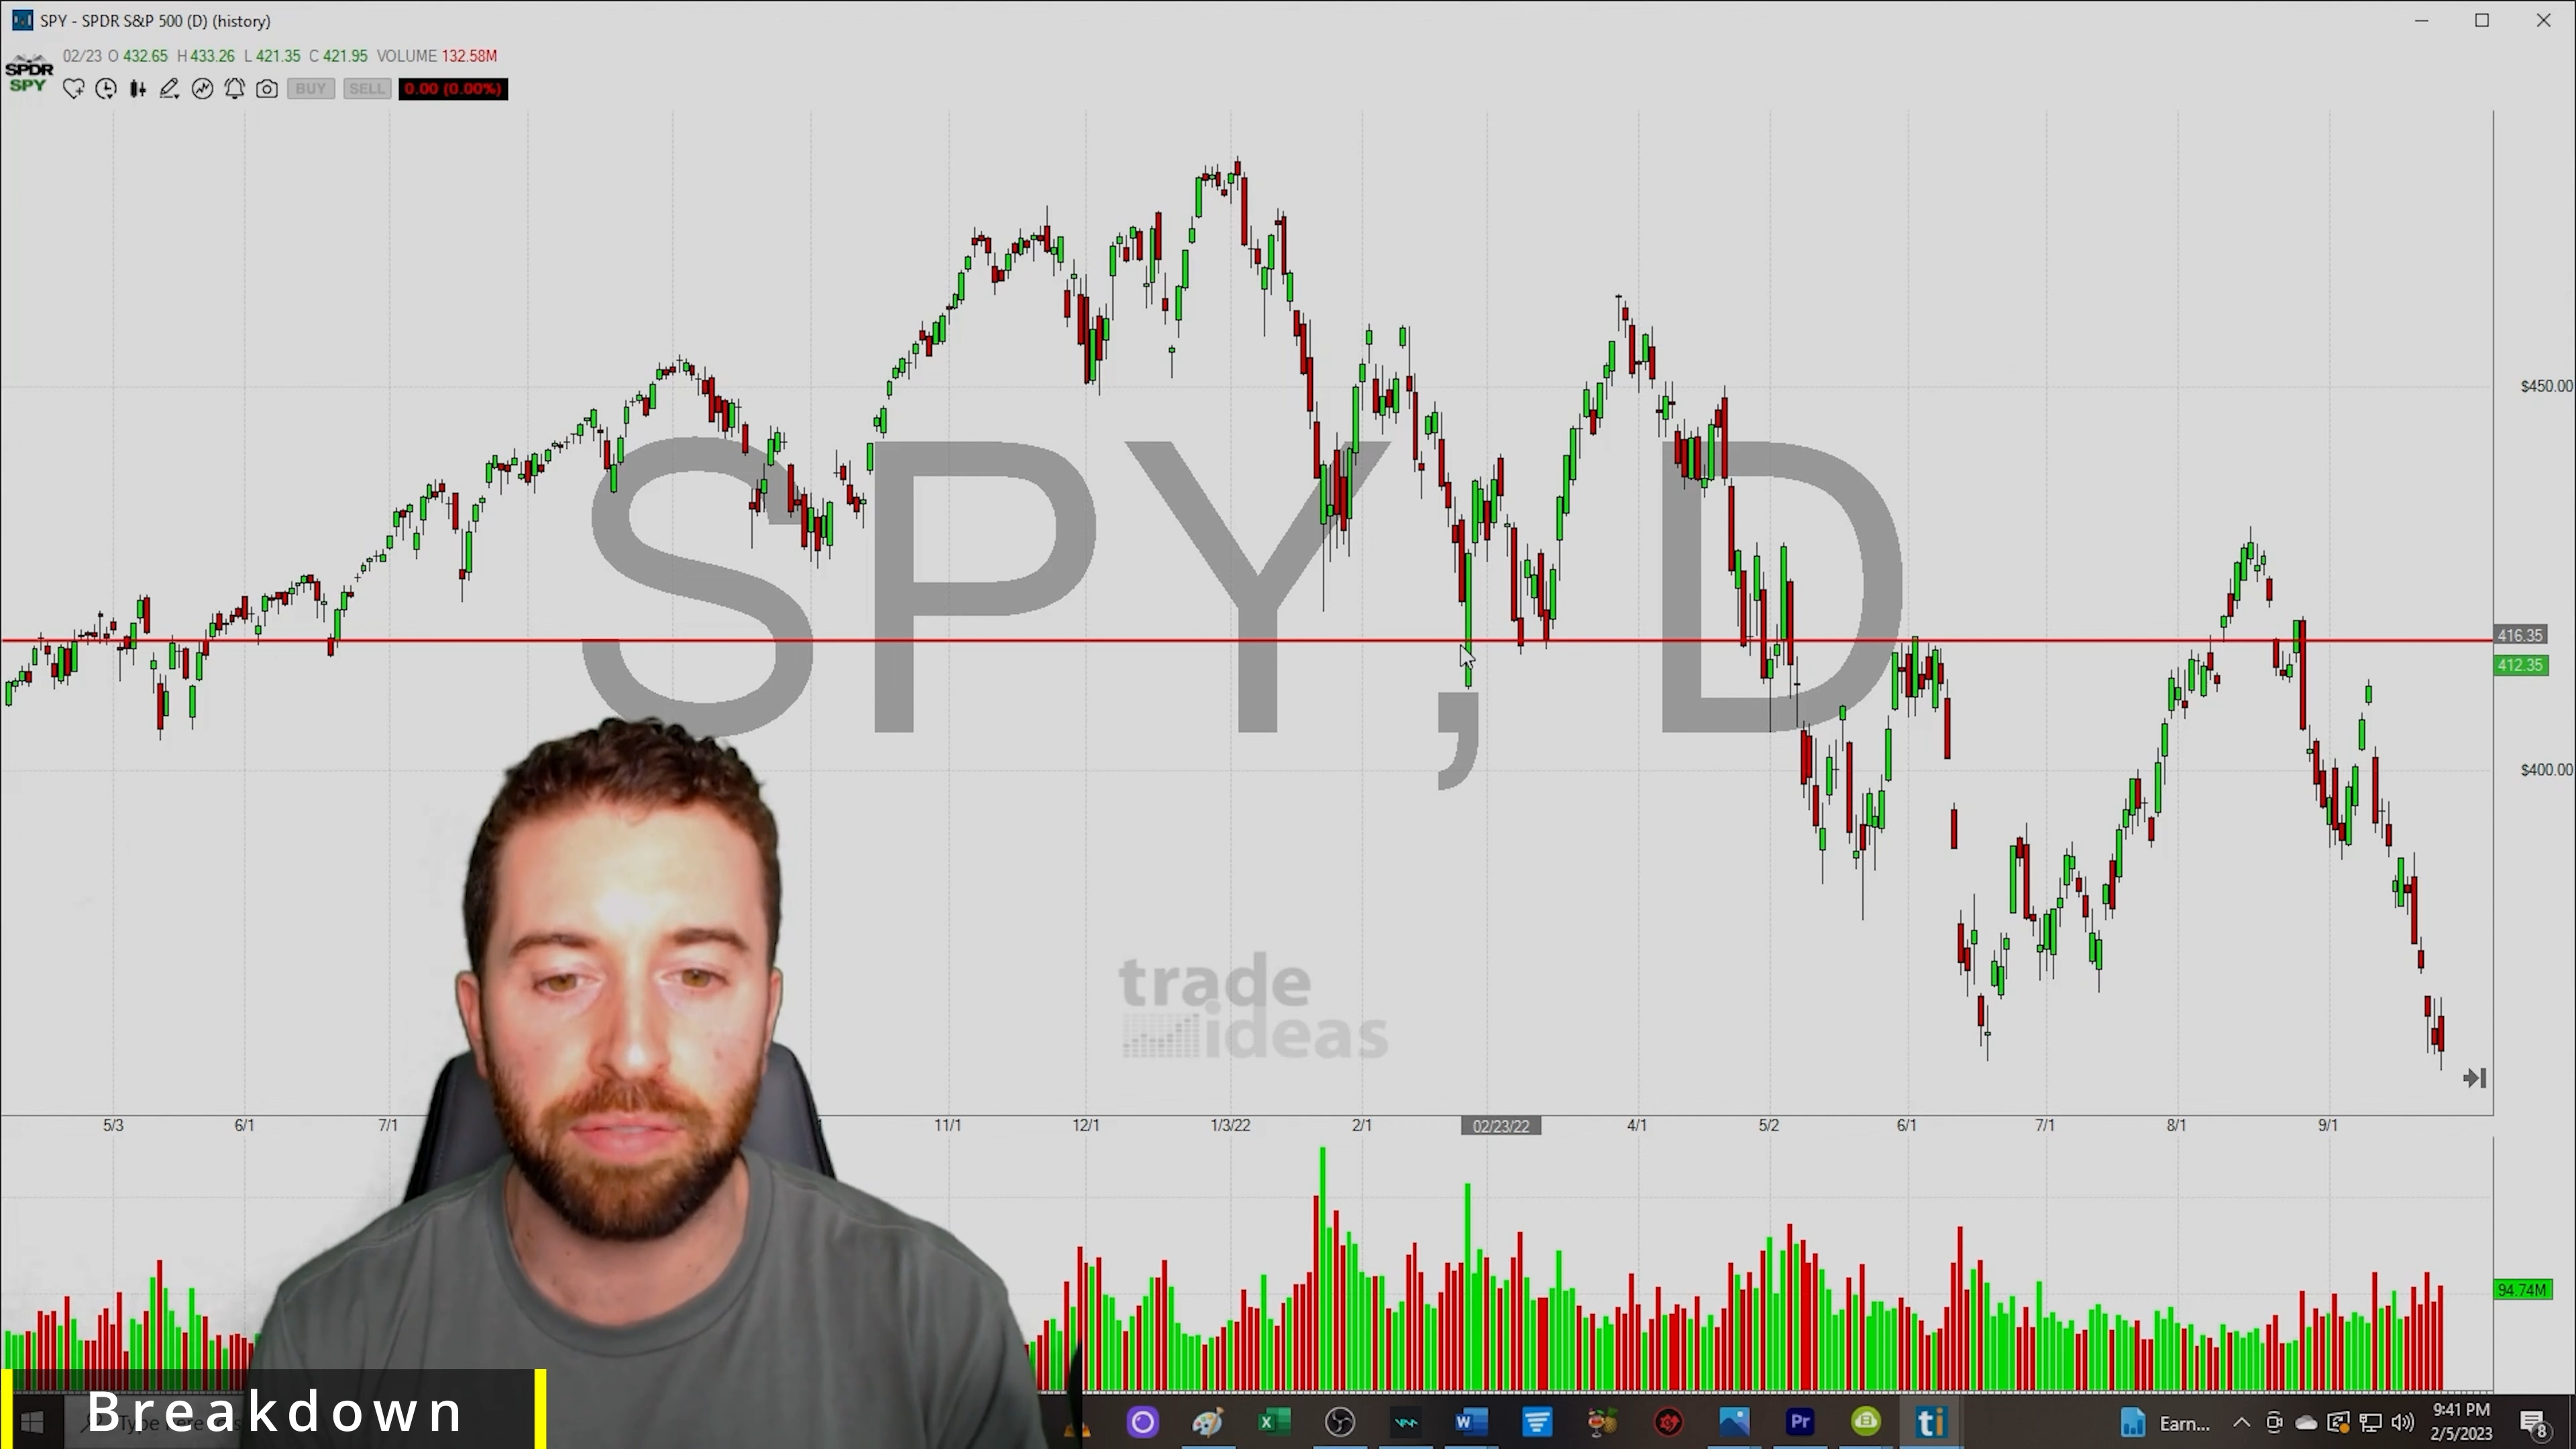 SPY - SPDR S&P 500 (D) (history)
02/23 O 432.65 H 433.26 L 421.35 C 421.95 VOLUME 132.58M
SPDR
SPY
BUY SELL 0.00 (0.00%)
$450.00
SPY, D
416.35
412.35
$400.00
trade
ideas
5/3 6/1 7/1 11/1 12/1 1/3/22 2/1 02/23/22 4/1 5/2 6/1 7/1 8/1 9/1
94.74M
Breakdown
Earn...
9:41 PM
2/5/2023
8